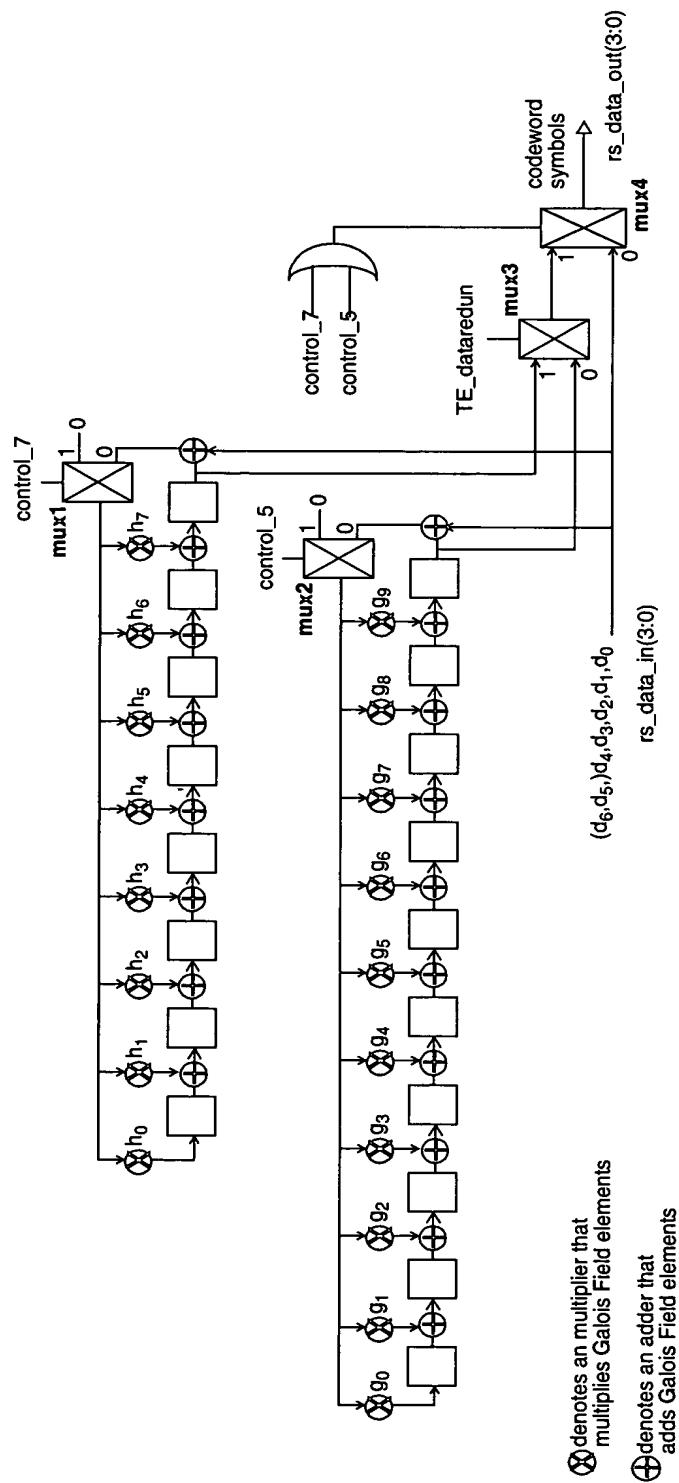 control_7
mux1
1
0
0
h0
h1
h2
h3
h4
h5
h6
h7
control_5
mux2
1
0
0
g0
g1
g2
g3
g4
g5
g6
g7
g8
g9
control_7
control_5
TE_dataredun
mux3
1
0
mux4
1
0
codeword
symbols
rs_data_out(3:0)
(d6,d5,)d4,d3,d2,d1,d0
rs_data_in(3:0)
denotes an multiplier that
multiplies Galois Field elements
denotes an adder that
adds Galois Field elements